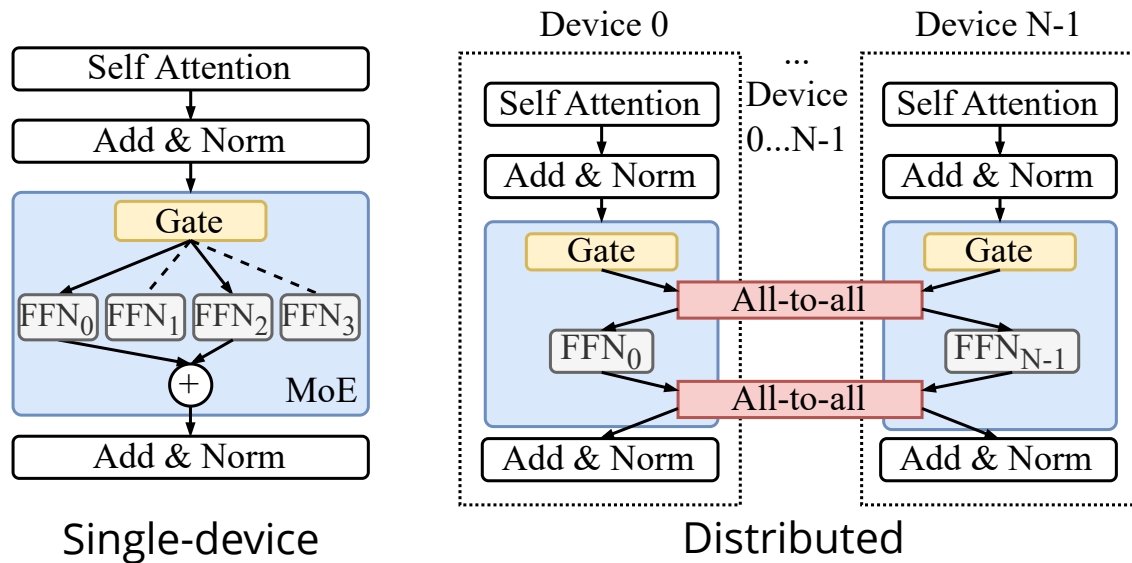 Self Attention
Add & Norm
Gate
FFN0 FFN1 FFN2 FFN3
+
MoE
Add & Norm
Single-device
Device 0
...
Device
0...N-1
Device N-1
Self Attention
Add & Norm
Gate
Self Attention
Add & Norm
Gate
All-to-all
FFN0
FFNN-1
All-to-all
Add & Norm
Add & Norm
Distributed